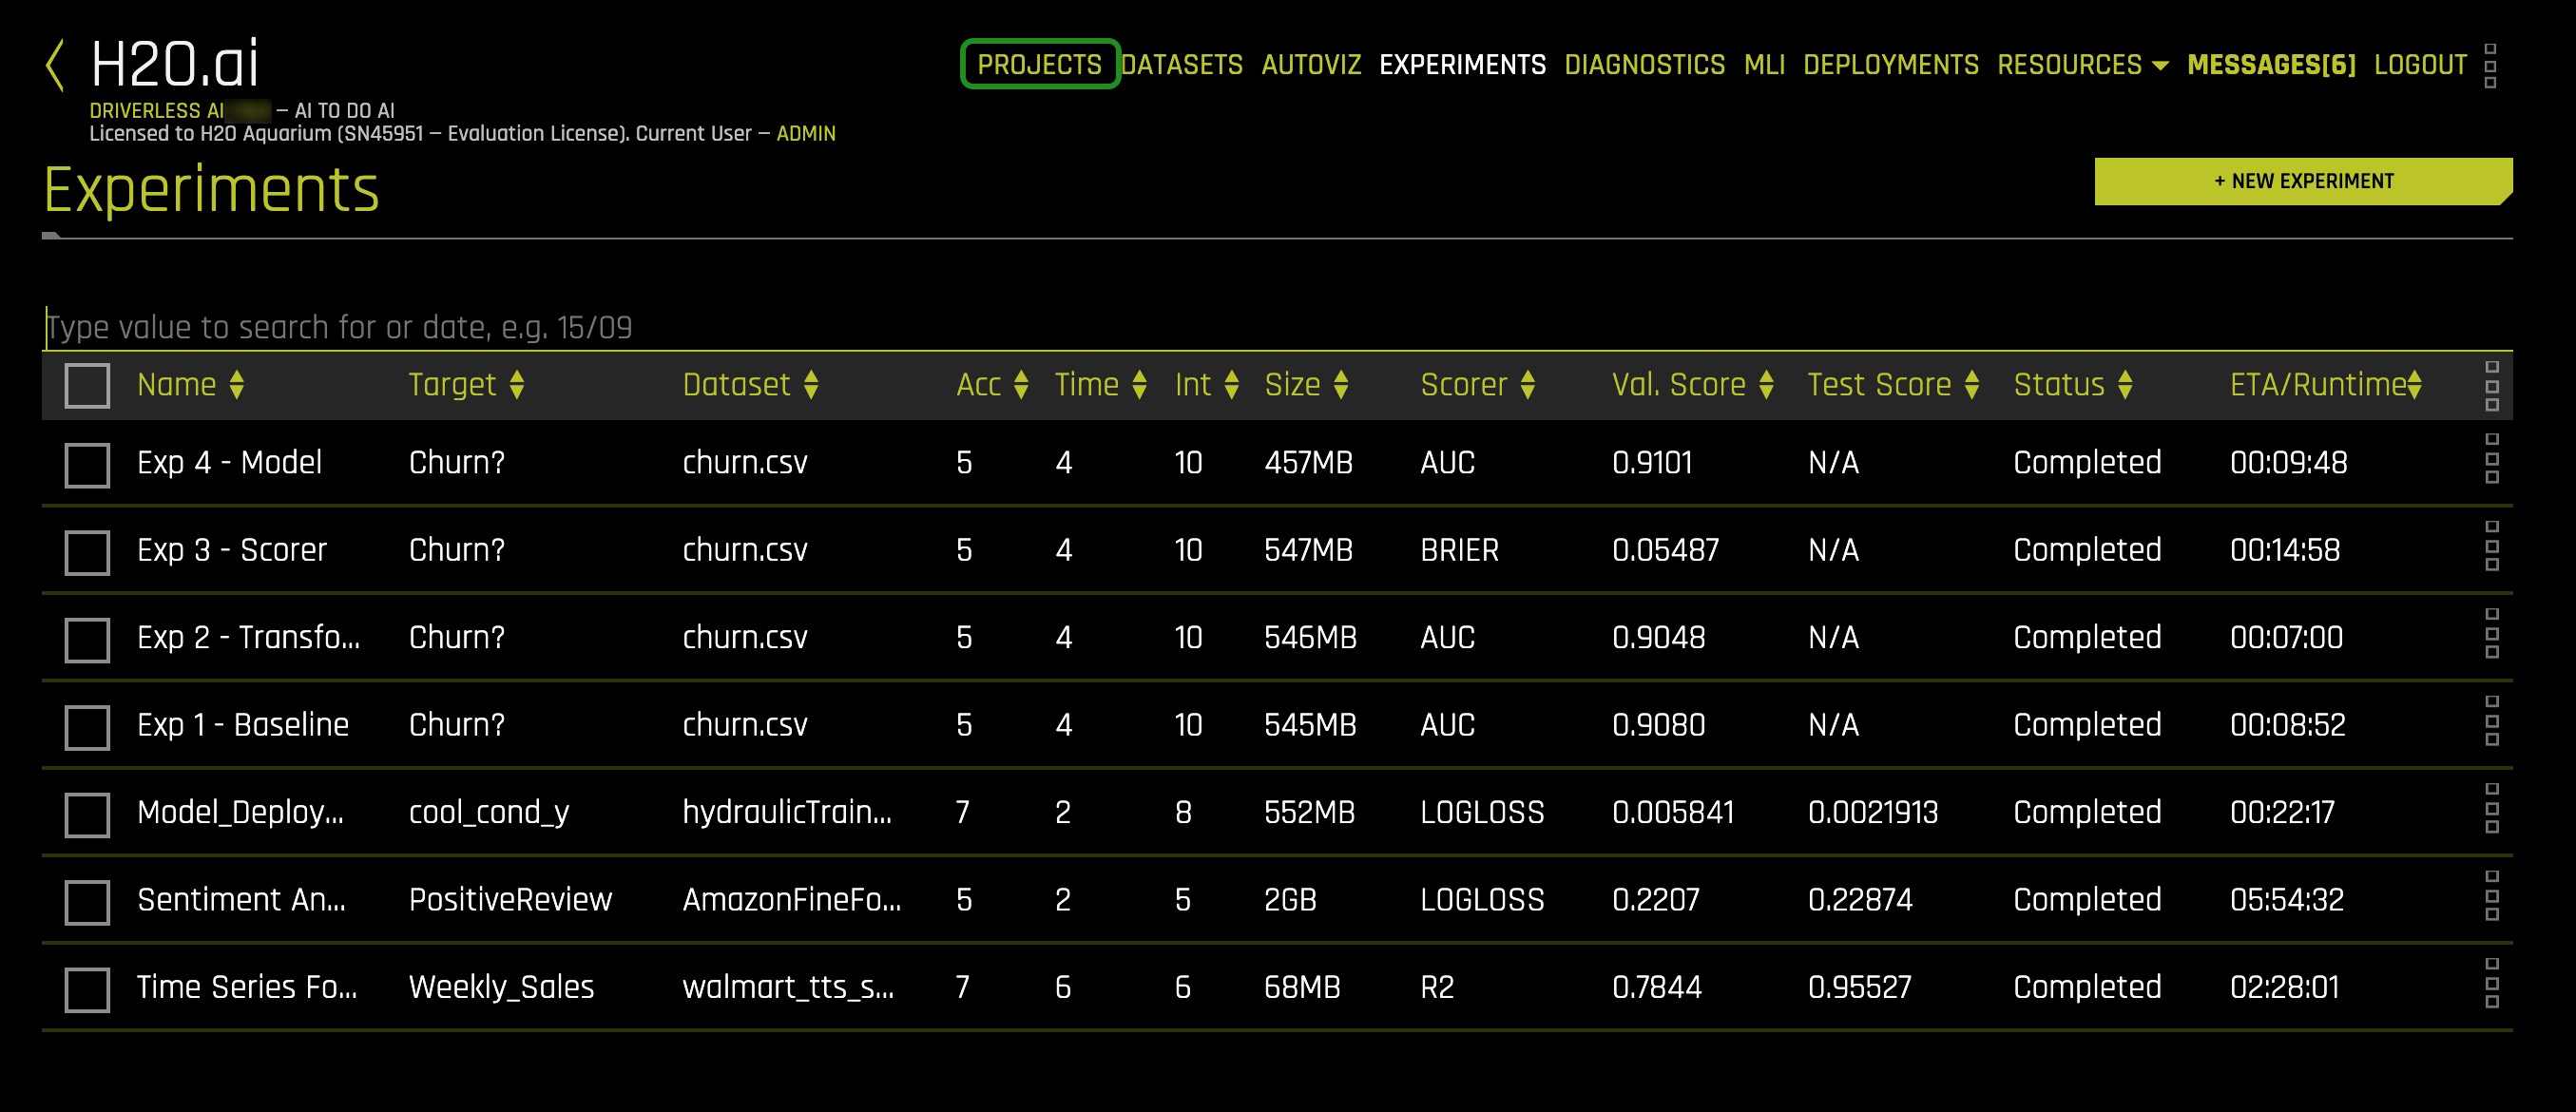 H2O.ai
PROJECTS DATASETS AUTOVIZ EXPERIMENTS DIAGNOSTICS MLI DEPLOYMENTS RESOURCES MESSAGES[6] LOGOUT
DRIVERLESS AI — AI TO DO AI
Licensed to H2O Aquarium (SN45951 — Evaluation License). Current User — ADMIN
Experiments
+ NEW EXPERIMENT
Type value to search for or date, e.g. 15/09
Name Target Dataset Acc Time Int Size Scorer Val. Score Test Score Status ETA/Runtime
Exp 4 - Model Churn? churn.csv 5 4 10 457MB AUC 0.9101 N/A Completed 00:09:48
Exp 3 - Scorer Churn? churn.csv 5 4 10 547MB BRIER 0.05487 N/A Completed 00:14:58
Exp 2 - Transfo... Churn? churn.csv 5 4 10 546MB AUC 0.9048 N/A Completed 00:07:00
Exp 1 - Baseline Churn? churn.csv 5 4 10 545MB AUC 0.9080 N/A Completed 00:08:52
Model_Deploy... cool_cond_y hydraulicTrain... 7 2 8 552MB LOGLOSS 0.005841 0.0021913 Completed 00:22:17
Sentiment An... PositiveReview AmazonFineFo... 5 2 5 2GB LOGLOSS 0.2207 0.22874 Completed 05:54:32
Time Series Fo... Weekly_Sales walmart_tts_s... 7 6 6 68MB R2 0.7844 0.95527 Completed 02:28:01